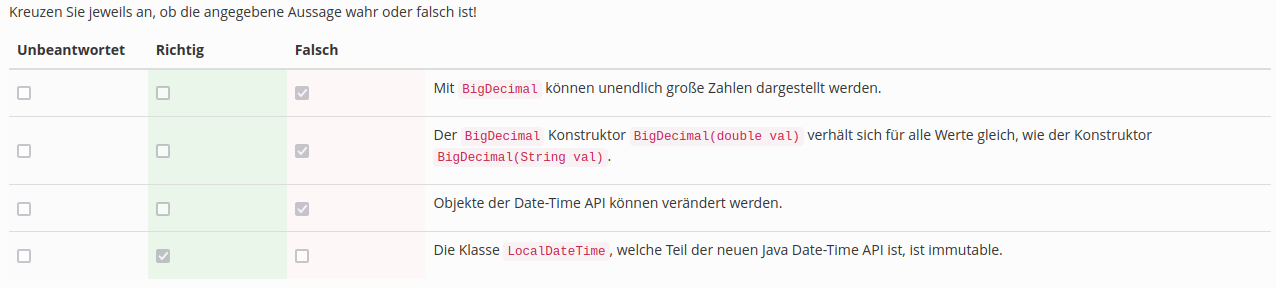 Kreuzen Sie jeweils an, ob die angegebene Aussage wahr oder falsch ist!
Unbeantwortet Richtig Falsch
Mit BigDecimal können unendlich große Zahlen dargestellt werden.
Der BigDecimal Konstruktor BigDecimal(double val) verhält sich für alle Werte gleich, wie der Konstruktor
BigDecimal(String val).
Objekte der Date-Time API können verändert werden.
Die Klasse LocalDateTime, welche Teil der neuen Java Date-Time API ist, ist immutable.